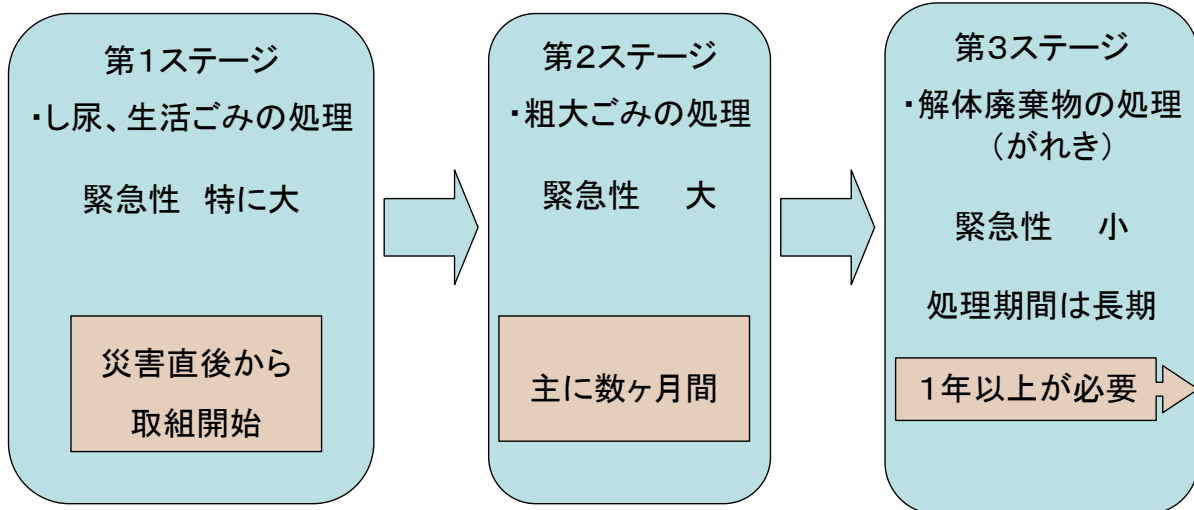 第1ステージ
・し尿、生活ごみの処理
緊急性 特に大
災害直後から
取組開始
第2ステージ
・粗大ごみの処理
緊急性 大
主に数ヶ月間
第3ステージ
・解体廃棄物の処理
(がれき)
緊急性 小
処理期間は長期
1年以上が必要